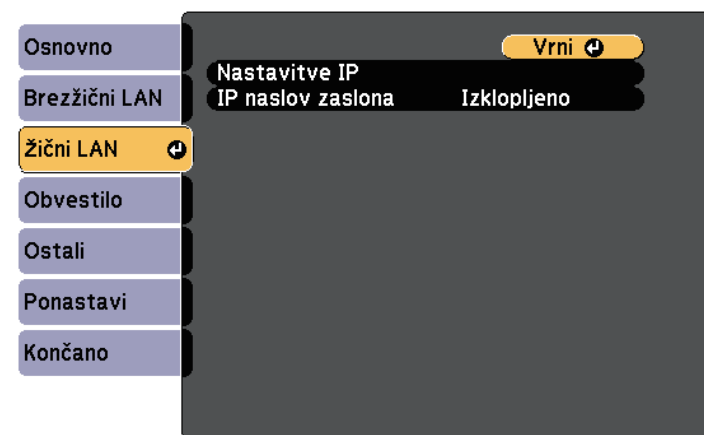 Osnovno
Brezžični LAN
Žični LAN
Obvestilo
Ostali
Ponastavi
Končano
Vrni
Nastavitve IP
IP naslov zaslona Izklopljeno